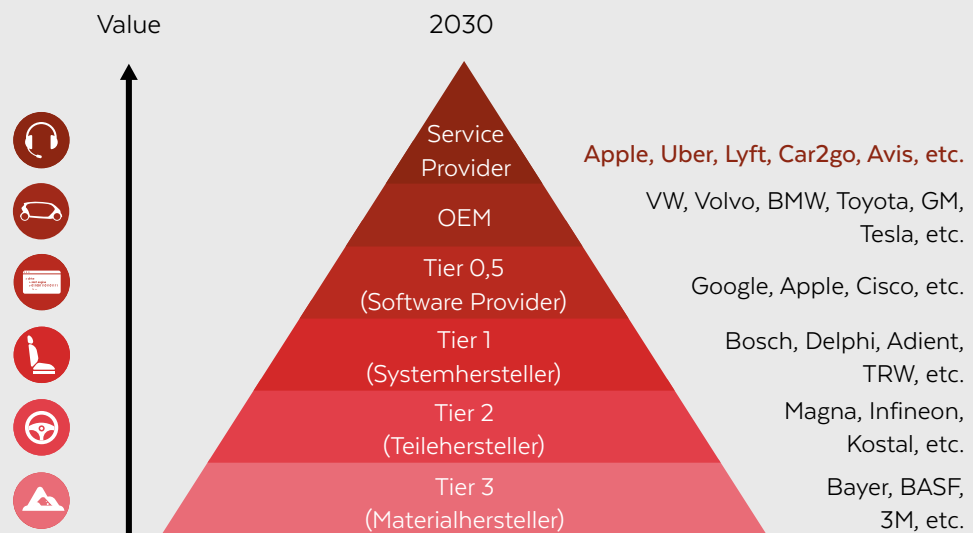 Value
2030
Service
Provider
Apple, Uber, Lyft, Car2go, Avis, etc.
OEM
VW, Volvo, BMW, Toyota, GM,
Tesla, etc.
Tier 0,5
(Software Provider)
Google, Apple, Cisco, etc.
Tier 1
(Systemhersteller)
Bosch, Delphi, Adient,
TRW, etc.
Tier 2
(Teilehersteller)
Magna, Infineon,
Kostal, etc.
Tier 3
(Materialhersteller)
Bayer, BASF,
3M, etc.